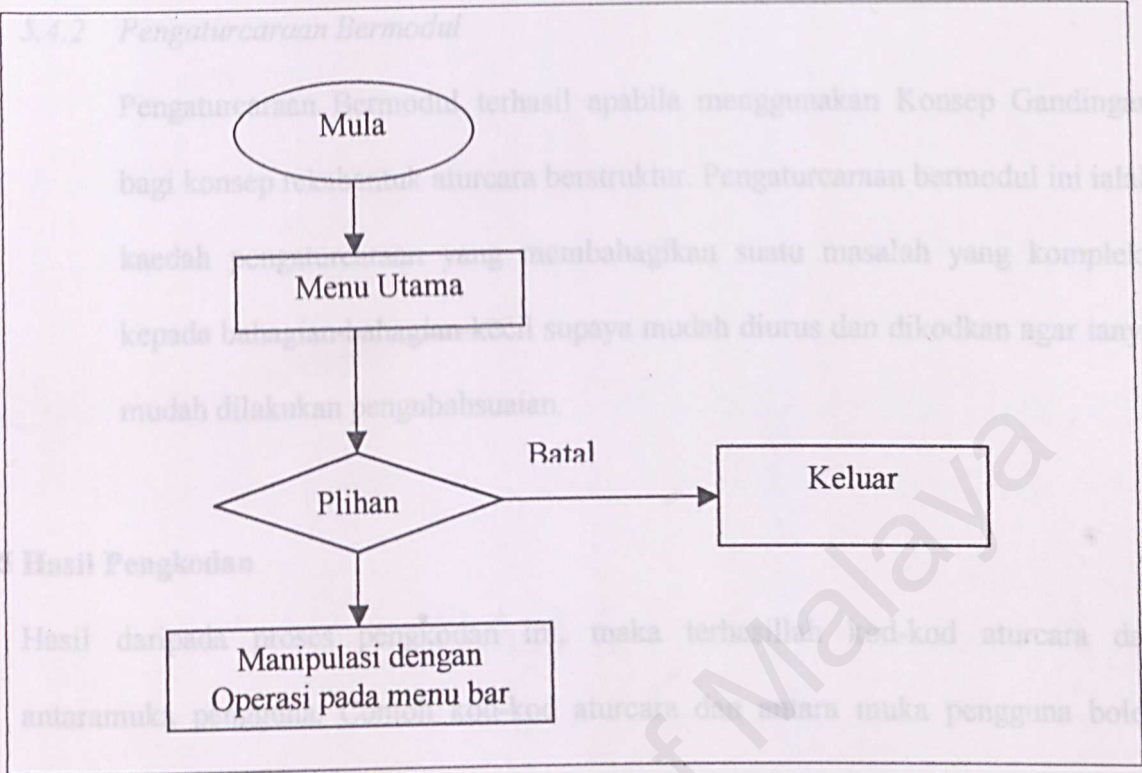 5.4.2 Pengaturcaraan Bermodul
Pengaturcaraan Bermodul terhasil apabila menggunakan Konsep Gandingan
bagi konsep rekabentuk aturcara berstruktur. Pengaturcaraan bermodul ini ialah
kaedah pengaturcaraan yang membahagikan suatu masalah yang kompleks
kepada bahagian-bahagian kecil supaya mudah diurus dan dikodkan agar ianya
mudah dilakukan pengubahsuaian.
Hasil Pengkodan
Hasil daripada proses pengkodan ini, maka terhasillah kod-kod aturcara dan
antaramuka pengguna. Contoh kod-kod aturcara dan antara muka pengguna boleh
Mula
Menu Utama
Plihan
Batal
Keluar
Manipulasi dengan
Operasi pada menu bar
of Malaya